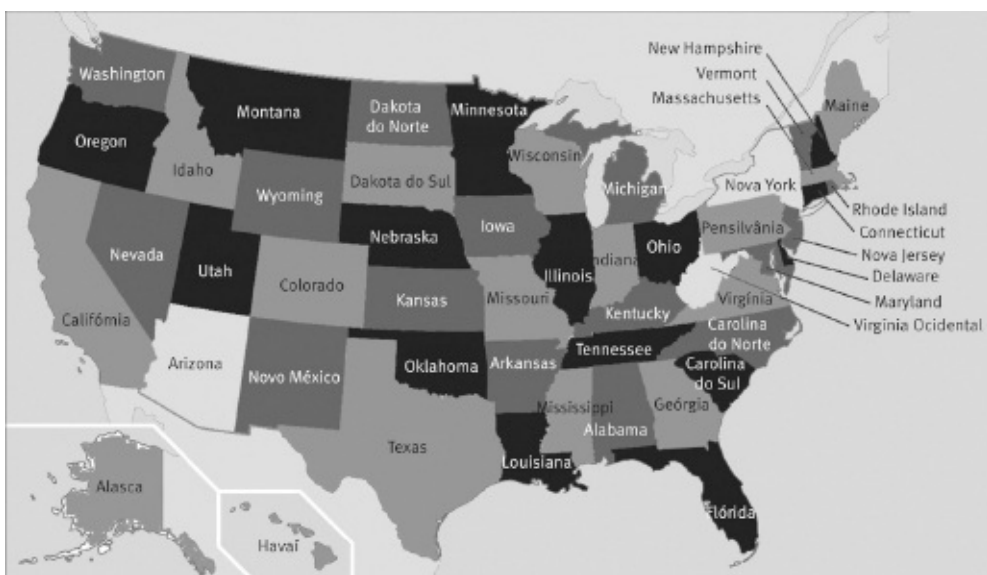 New Hampshire
Vermont
Massachusetts
Washington
Montana
Dakota
do Norte
Minnesota
Maine
Oregon
Idaho
Wisconsin
Wyoming
Dakota do Sul
Michigan
Nova York
Rhode Island
Connecticut
Nebraska
Iowa
Pensilvânia
Nevada
Utah
Ohio
Nova Jersey
Illinois
Indiana
Delaware
Colorado
Kansas
Missouri
Virgínia
Maryland
Califórnia
Kentucky
Carolina
do Norte
Virgínia Ocidental
Arizona
Novo México
Oklahoma
Arkansas
Tennessee
Carolina
do Sul
Mississippi
Geórgia
Alabama
Texas
Louisiana
Alasca
Flórida
Havaí